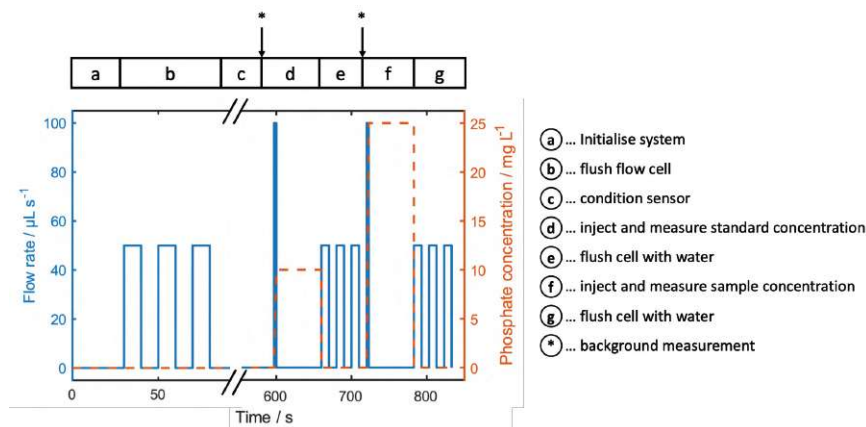 * *
a b c d e f g
100
80
60
40
20
0
Flow rate / µL s⁻¹
25
20
15
10
5
0
Phosphate concentration / mg L⁻¹
0 50 600 700 800
Time / s
a ... Initialise system
b ... flush flow cell
c ... condition sensor
d ... inject and measure standard concentration
e ... flush cell with water
f ... inject and measure sample concentration
g ... flush cell with water
* ... background measurement